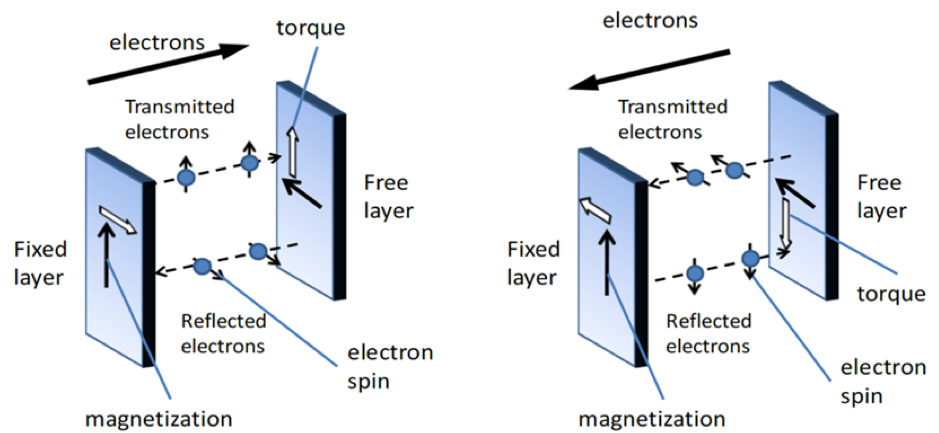 electrons
torque
Transmitted
electrons
Free
layer
Fixed
layer
Reflected
electrons
electron
spin
magnetization
electrons
Transmitted
electrons
Free
layer
Fixed
layer
torque
Reflected
electrons
electron
spin
magnetization